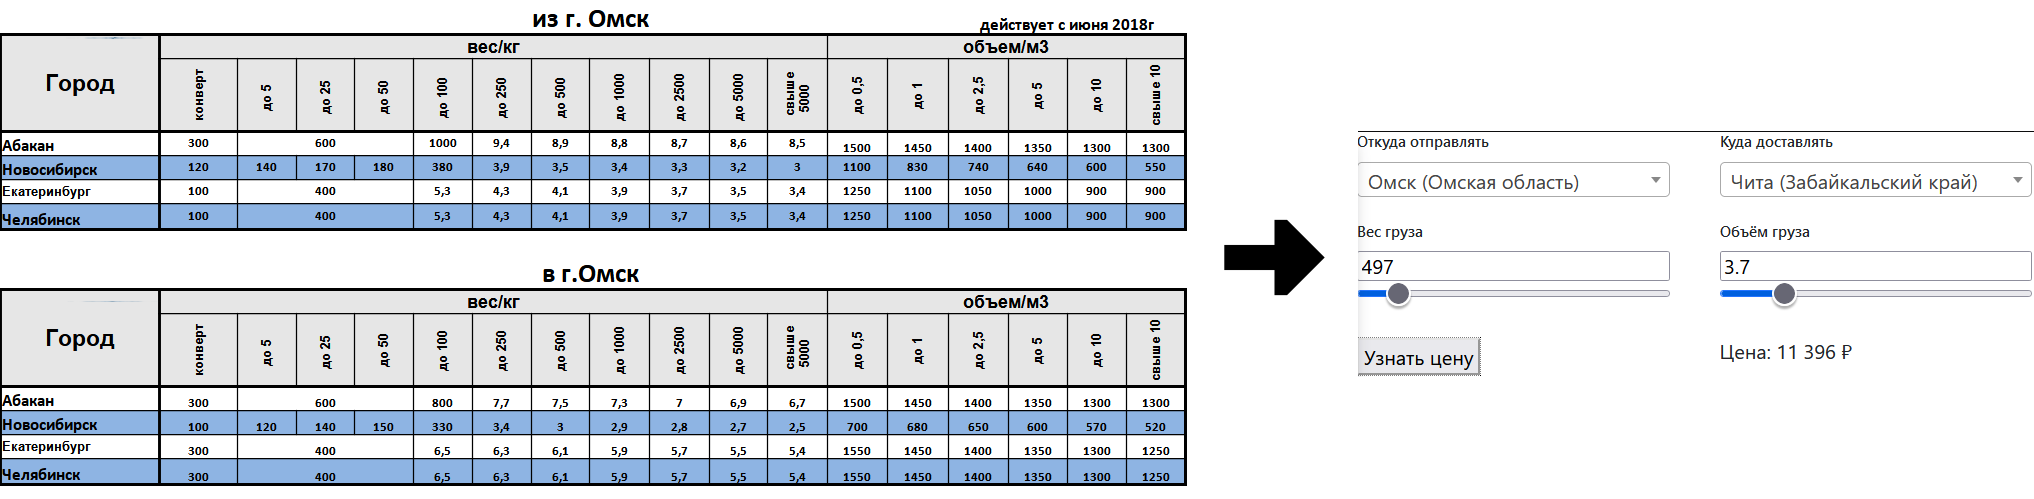 из г. Омск
действует с июня 2018г
Город вес/кг объем/м3
конверт до 5 до 25 до 50 до 100 до 250 до 500 до 1000 до 2500 до 5000 свыше 5000 до 0,5 до 1 до 2,5 до 5 до 10 свыше 10
Абакан 300 600 1000 9,4 8,9 8,8 8,7 8,6 8,5 1500 1450 1400 1350 1300 1300
Новосибирск 120 140 170 180 380 3,9 3,5 3,4 3,3 3,2 3 1100 830 740 640 600 550
Екатеринбург 100 400 5,3 4,3 4,1 3,9 3,7 3,5 3,4 1250 1100 1050 1000 900 900
Челябинск 100 400 5,3 4,3 4,1 3,9 3,7 3,5 3,4 1250 1100 1050 1000 900 900
в г.Омск
Город вес/кг объем/м3
конверт до 5 до 25 до 50 до 100 до 250 до 500 до 1000 до 2500 до 5000 свыше 5000 до 0,5 до 1 до 2,5 до 5 до 10 свыше 10
Абакан 300 600 800 7,7 7,5 7,3 7 6,9 6,7 1500 1450 1400 1350 1300 1300
Новосибирск 100 120 140 150 330 3,4 3 2,9 2,8 2,7 2,5 700 680 650 600 570 520
Екатеринбург 300 400 6,5 6,3 6,1 5,9 5,7 5,5 5,4 1550 1450 1400 1350 1300 1250
Челябинск 300 400 6,5 6,3 6,1 5,9 5,7 5,5 5,4 1550 1450 1400 1350 1300 1250
Откуда отправлять Куда доставлять
Омск (Омская область) Чита (Забайкальский край)
Вес груза Объём груза
497 3.7
Узнать цену Цена: 11 396 ₽